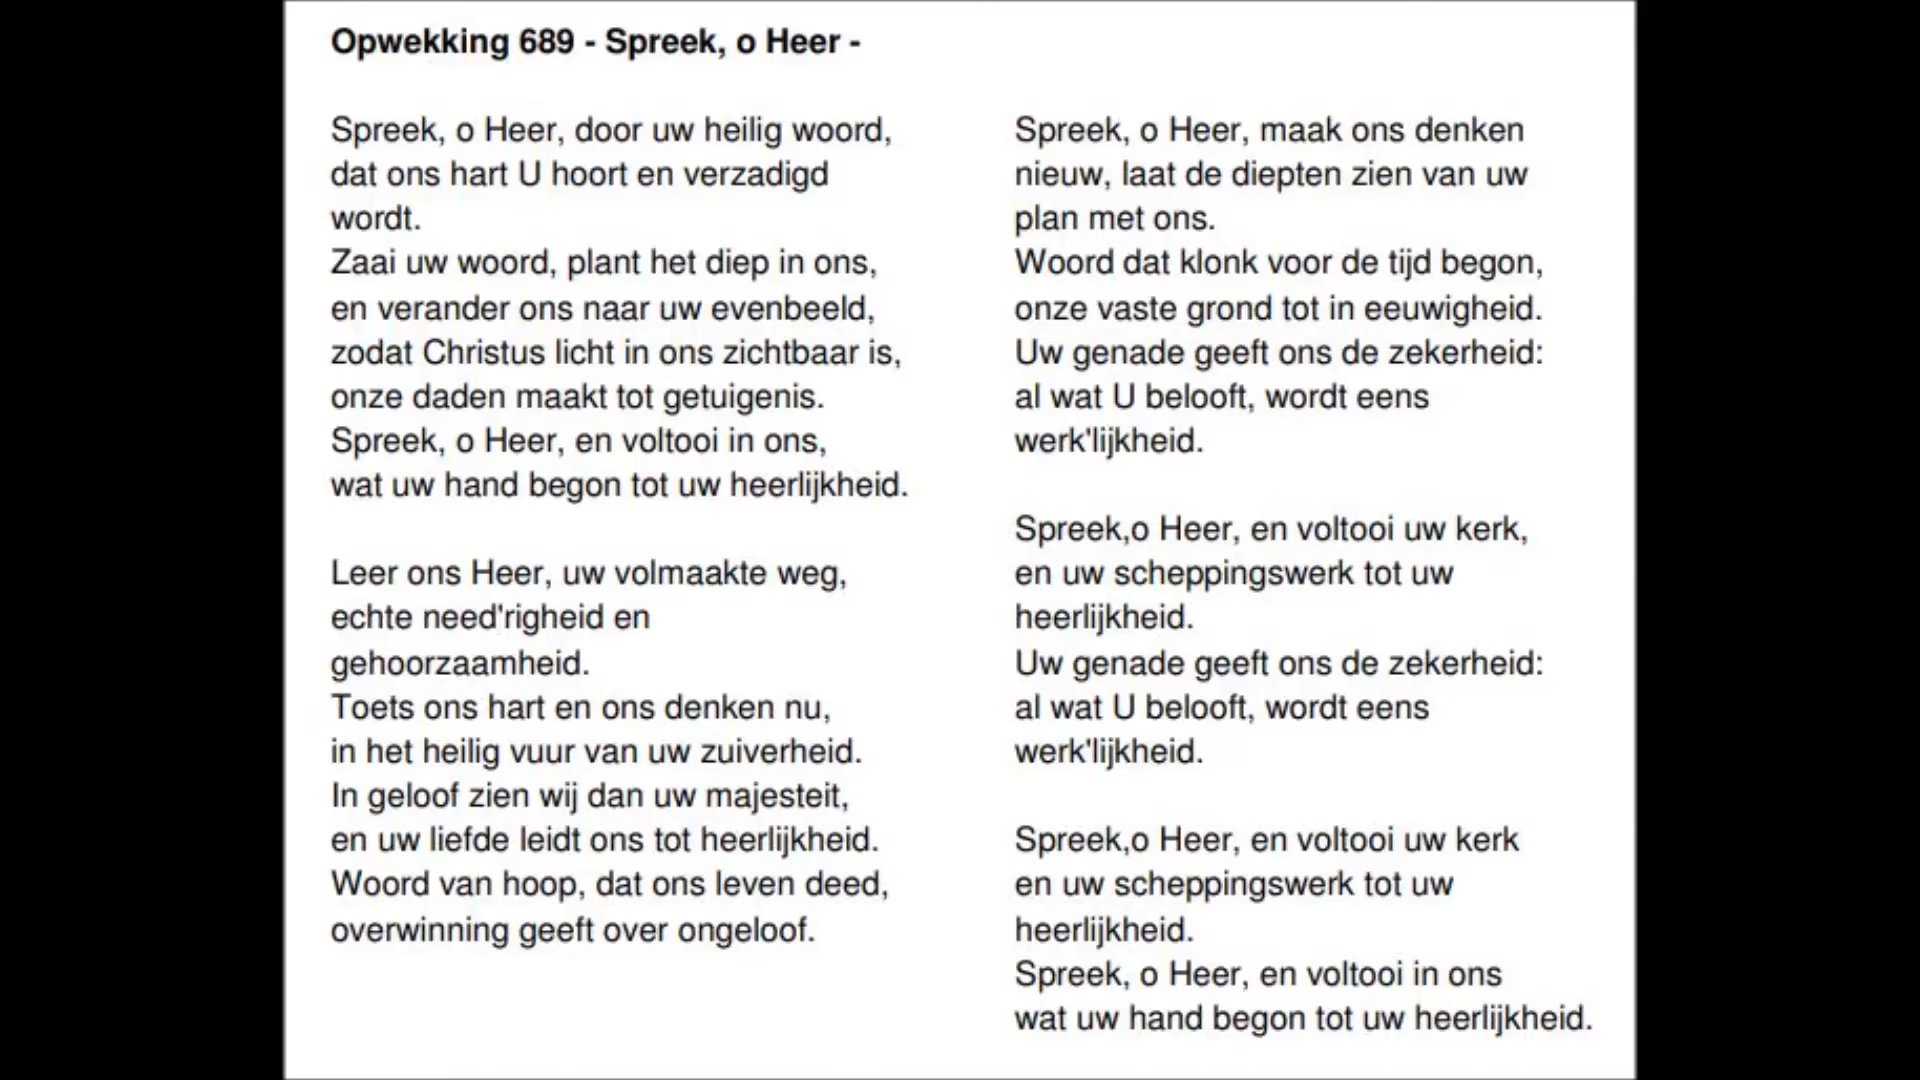 Opwekking 689 - Spreek, o Heer -
Spreek, o Heer, door uw heilig woord,
dat ons hart U hoort en verzadigd
wordt.
Zaai uw woord, plant het diep in ons,
en verander ons naar uw evenbeeld,
zodat Christus licht in ons zichtbaar is,
onze daden maakt tot getuigenis.
Spreek, o Heer, en voltooi in ons,
wat uw hand begon tot uw heerlijkheid.
Leer ons Heer, uw volmaakte weg,
echte need'righeid en
gehoorzaamheid.
Toets ons hart en ons denken nu,
in het heilig vuur van uw zuiverheid.
In geloof zien wij dan uw majesteit,
en uw liefde leidt ons tot heerlijkheid.
Woord van hoop, dat ons leven deed,
overwinning geeft over ongeloof.
Spreek, o Heer, maak ons denken
nieuw, laat de diepten zien van uw
plan met ons.
Woord dat klonk voor de tijd begon,
onze vaste grond tot in eeuwigheid.
Uw genade geeft ons de zekerheid:
al wat U belooft, wordt eens
werk'lijkheid.
Spreek,o Heer, en voltooi uw kerk,
en uw scheppingswerk tot uw
heerlijkheid.
Uw genade geeft ons de zekerheid:
al wat U belooft, wordt eens
werk'lijkheid.
Spreek,o Heer, en voltooi uw kerk
en uw scheppingswerk tot uw
heerlijkheid.
Spreek, o Heer, en voltooi in ons
wat uw hand begon tot uw heerlijkheid.